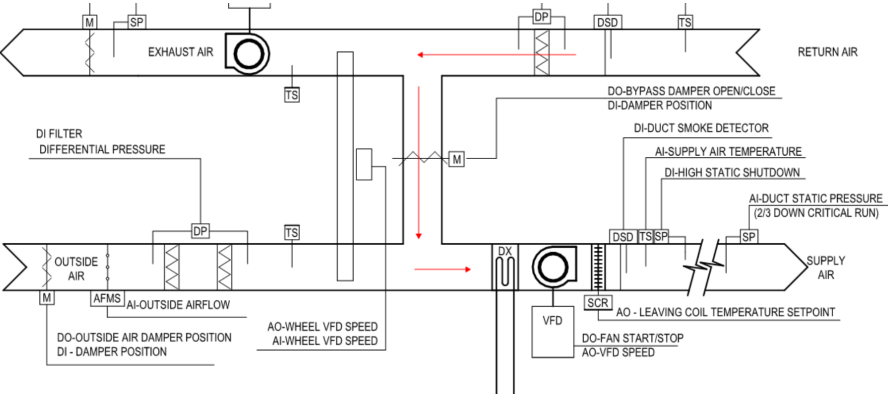 M
SP
DP
DSD
TS
EXHAUST AIR
RETURN AIR
TS
DO-BYPASS DAMPER OPEN/CLOSE
DI-DAMPER POSITION
DI FILTER
DIFFERENTIAL PRESSURE
DI-DUCT SMOKE DETECTOR
M
AI-SUPPLY AIR TEMPERATURE
DI-HIGH STATIC SHUTDOWN
AI-DUCT STATIC PRESSURE
(2/3 DOWN CRITICAL RUN)
DP
TS
DSD
TS
SP
SP
DX
OUTSIDE
AIR
SUPPLY
AIR
M
AFMS
AI-OUTSIDE AIRFLOW
SCR
AO - LEAVING COIL TEMPERATURE SETPOINT
VFD
AO-WHEEL VFD SPEED
AI-WHEEL VFD SPEED
DO-OUTSIDE AIR DAMPER POSITION
DI - DAMPER POSITION
DO-FAN START/STOP
AO-VFD SPEED